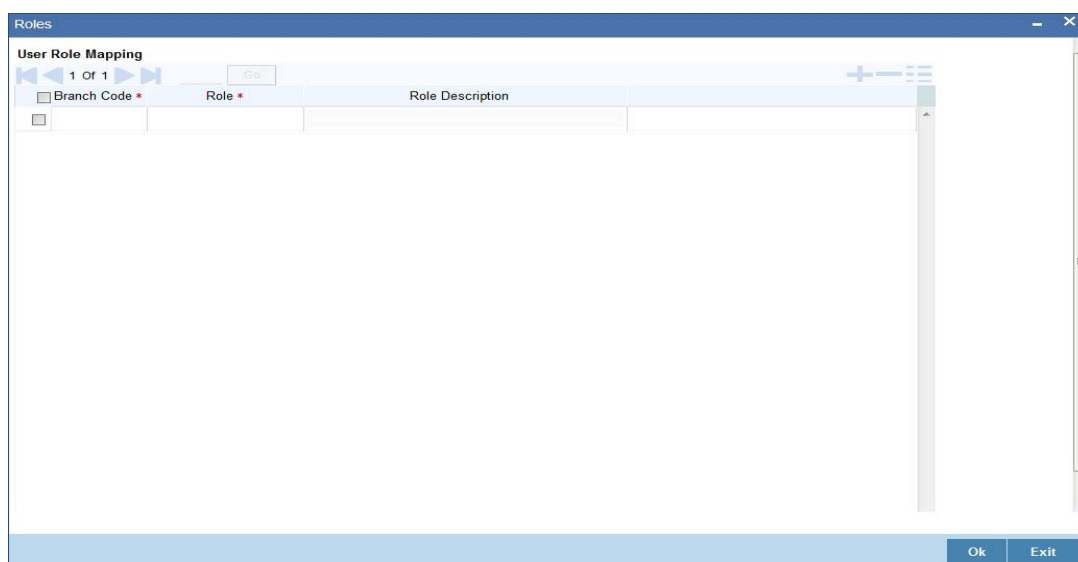 Roles
User Role Mapping
1 Of 1 Go
Branch Code * Role * Role Description
Ok Exit